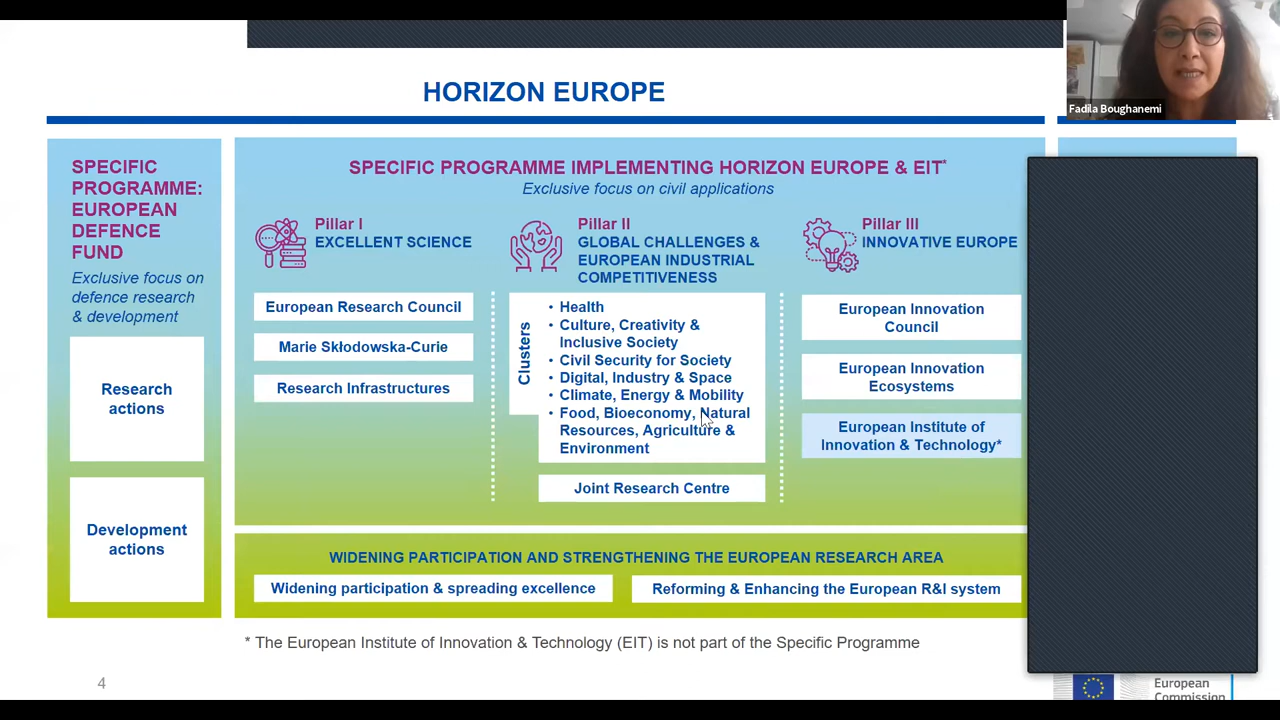 Fadila Boughanemi
HORIZON EUROPE
SPECIFIC
PROGRAMME:
EUROPEAN
DEFENCE
FUND
Exclusive focus on
defence research
& development
Research
actions
Development
actions
SPECIFIC PROGRAMME IMPLEMENTING HORIZON EUROPE & EIT*
Exclusive focus on civil applications
Pillar I
EXCELLENT SCIENCE
European Research Council
Marie Skłodowska-Curie
Research Infrastructures
Pillar II
GLOBAL CHALLENGES &
EUROPEAN INDUSTRIAL
COMPETITIVENESS
Clusters
• Health
• Culture, Creativity &
Inclusive Society
• Civil Security for Society
• Digital, Industry & Space
• Climate, Energy & Mobility
• Food, Bioeconomy, Natural
Resources, Agriculture &
Environment
Joint Research Centre
Pillar III
INNOVATIVE EUROPE
European Innovation
Council
European Innovation
Ecosystems
European Institute of
Innovation & Technology*
WIDENING PARTICIPATION AND STRENGTHENING THE EUROPEAN RESEARCH AREA
Widening participation & spreading excellence
Reforming & Enhancing the European R&I system
* The European Institute of Innovation & Technology (EIT) is not part of the Specific Programme
4
European
Commission